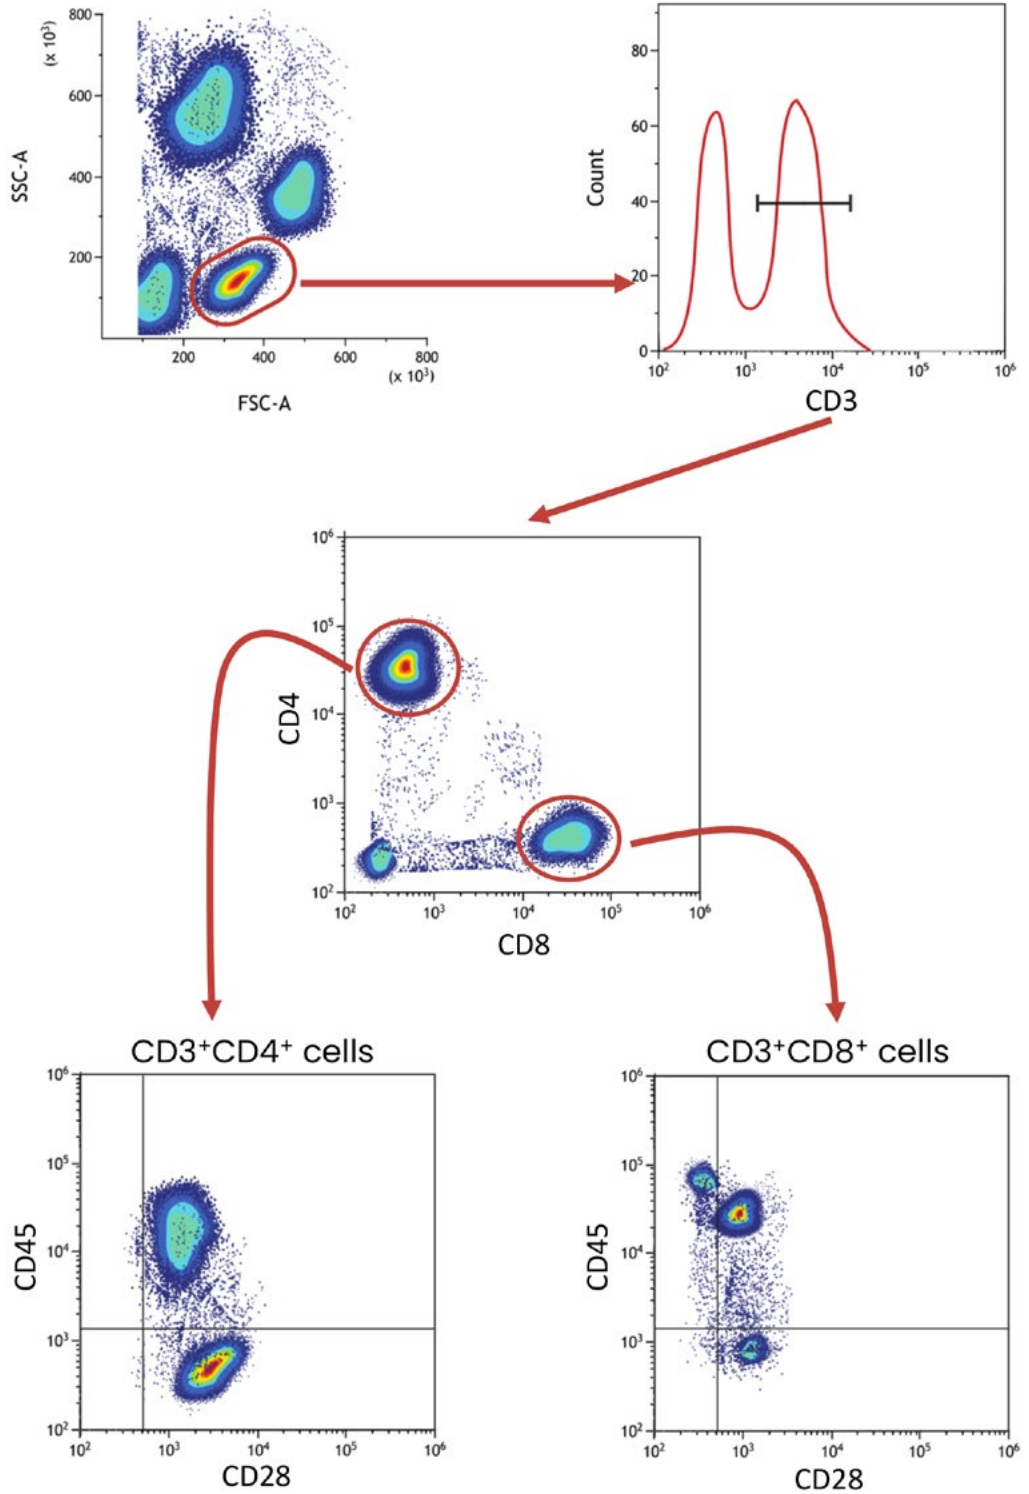 800
(x 10³)
600
SSC-A
400
200
200 400 600 800
(x 10³)
FSC-A
80
60
Count
40
20
0
10² 10³ 10⁴ 10⁵ 10⁶
CD3
10⁶
10⁵
CD4
10⁴
10³
10²
10² 10³ 10⁴ 10⁵ 10⁶
CD8
CD3⁺CD4⁺ cells
10⁶
10⁵
CD45
10⁴
10³
10²
10² 10³ 10⁴ 10⁵ 10⁶
CD28
CD3⁺CD8⁺ cells
10⁶
10⁵
CD45
10⁴
10³
10²
10² 10³ 10⁴ 10⁵ 10⁶
CD28